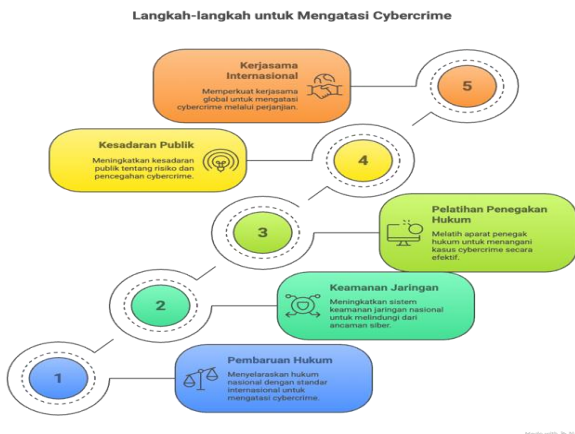 Langkah-langkah untuk Mengatasi Cybercrime
5
Kerjasama
Internasional
Memperkuat kerjasama
global untuk mengatasi
cybercrime melalui perjanjian.
4
Kesadaran Publik
Meningkatkan kesadaran
publik tentang risiko dan
pencegahan cybercrime.
3
Pelatihan Penegakan
Hukum
Melatih aparat penegak
hukum untuk menangani
kasus cybercrime secara
efektif.
2
Keamanan Jaringan
Meningkatkan sistem
keamanan jaringan nasional
untuk melindungi dari
ancaman siber.
1
Pembaruan Hukum
Menyelaraskan hukum
nasional dengan standar
internasional untuk
mengatasi cybercrime.